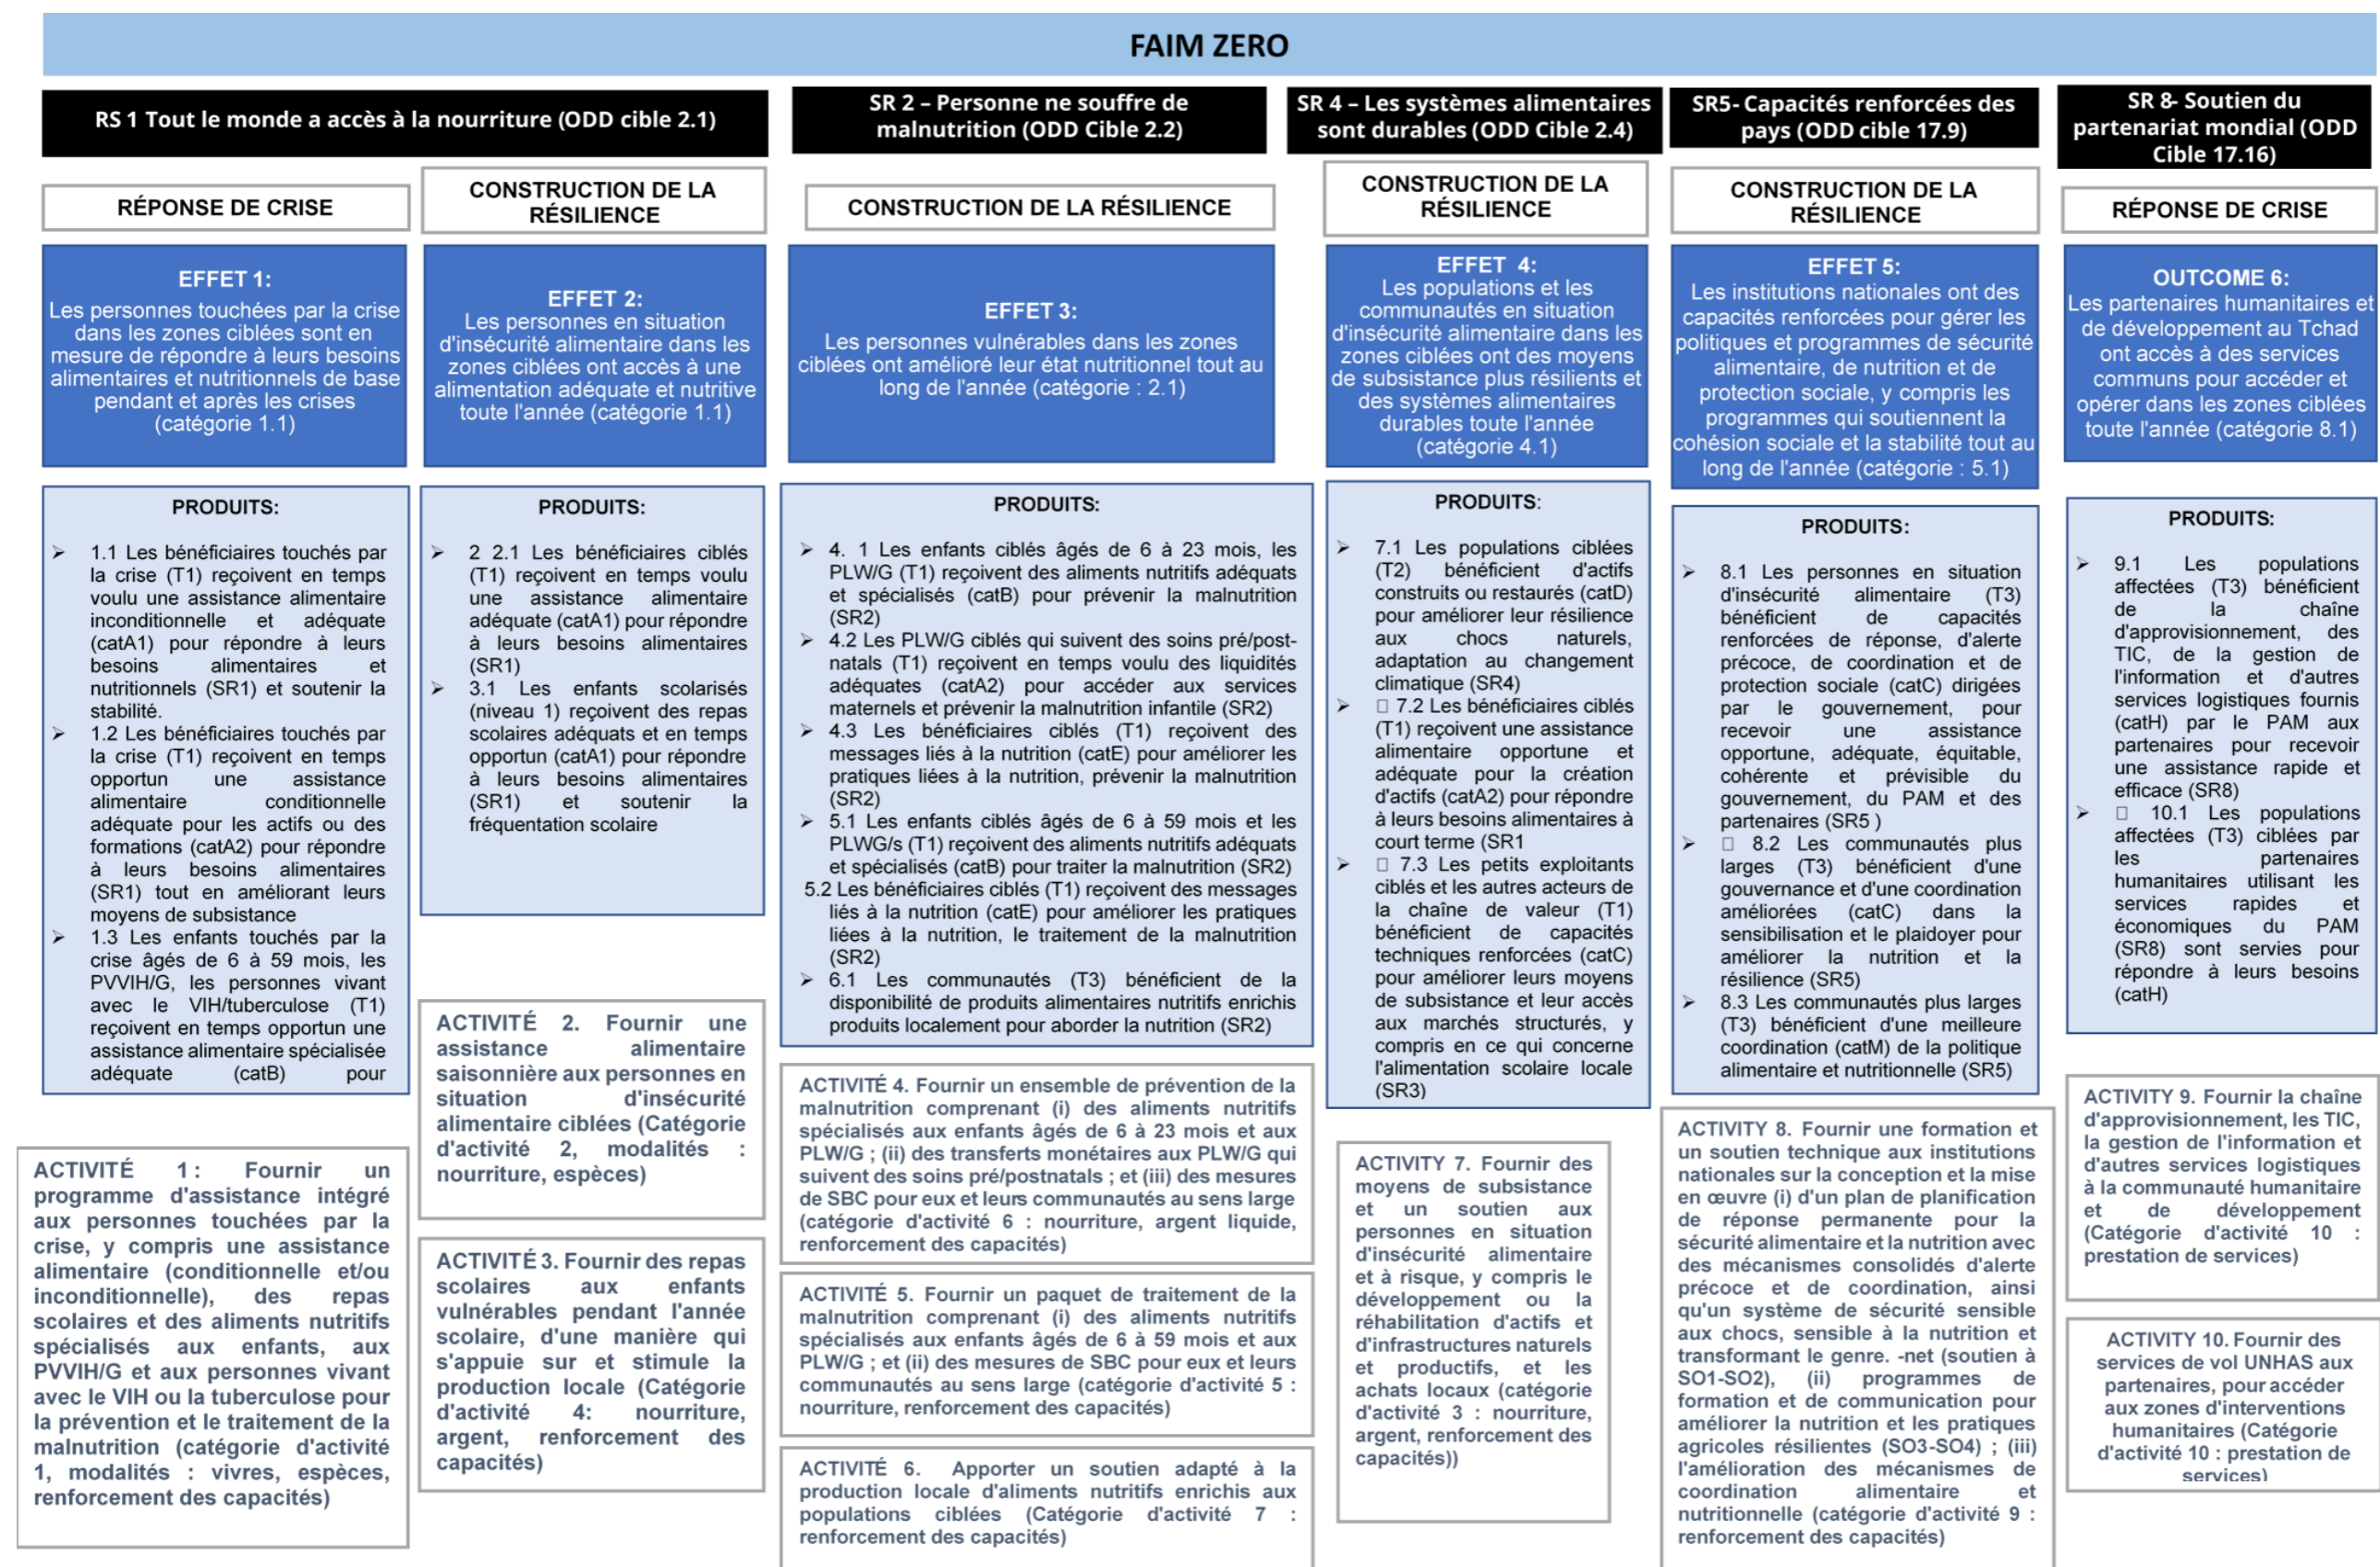 FAIM ZERO
RS 1 Tout le monde a accès à la nourriture (ODD cible 2.1)
RÉPONSE DE CRISE
CONSTRUCTION DE LA
RÉSILIENCE
EFFET 1:
Les personnes touchées par la crise
dans les zones ciblées sont en
mesure de répondre à leurs besoins
alimentaires et nutritionnels de base
pendant et après les crises
(catégorie 1.1)
EFFET 2:
Les personnes en situation
d'insécurité alimentaire dans les
zones ciblées ont accès à une
alimentation adéquate et nutritive
toute l'année (catégorie 1.1)
PRODUITS:
➢ 1.1 Les bénéficiaires touchés par
la crise (T1) reçoivent en temps
voulu une assistance alimentaire
inconditionnelle et adéquate
(catA1) pour répondre à leurs
besoins alimentaires et
nutritionnels (SR1) et soutenir la
stabilité.
➢ 1.2 Les bénéficiaires touchés par
la crise (T1) reçoivent en temps
opportun une assistance
alimentaire conditionnelle
adéquate pour les actifs ou des
formations (catA2) pour répondre
à leurs besoins alimentaires
(SR1) tout en améliorant leurs
moyens de subsistance
➢ 1.3 Les enfants touchés par la
crise âgés de 6 à 59 mois, les
PVVIH/G, les personnes vivant
avec le VIH/tuberculose (T1)
reçoivent en temps opportun une
assistance alimentaire spécialisée
adéquate (catB) pour
PRODUITS:
➢ 2 2.1 Les bénéficiaires ciblés
(T1) reçoivent en temps voulu
une assistance alimentaire
adéquate (catA1) pour répondre
à leurs besoins alimentaires
(SR1)
➢ 3.1 Les enfants scolarisés
(niveau 1) reçoivent des repas
scolaires adéquats et en temps
opportun (catA1) pour répondre
à leurs besoins alimentaires
(SR1) et soutenir la
fréquentation scolaire
ACTIVITÉ 1: Fournir un
programme d'assistance intégré
aux personnes touchées par la
crise, y compris une assistance
alimentaire (conditionnelle et/ou
inconditionnelle), des repas
scolaires et des aliments nutritifs
spécialisés aux enfants, aux
PVVIH/G et aux personnes vivant
avec le VIH ou la tuberculose pour
la prévention et le traitement de la
malnutrition (catégorie d'activité
1, modalités : vivres, espèces,
renforcement des capacités)
ACTIVITÉ 2. Fournir une
assistance alimentaire
saisonnière aux personnes en
situation d'insécurité
alimentaire ciblées (Catégorie
d'activité 2, modalités :
nourriture, espèces)
ACTIVITÉ 3. Fournir des repas
scolaires aux enfants
vulnérables pendant l'année
scolaire, d'une manière qui
s'appuie sur et stimule la
production locale (Catégorie
d'activité 4: nourriture,
argent, renforcement des
capacités)
SR 2 – Personne ne souffre de
malnutrition (ODD Cible 2.2)
CONSTRUCTION DE LA RÉSILIENCE
EFFET 3:
Les personnes vulnérables dans les zones
ciblées ont amélioré leur état nutritionnel tout au
long de l'année (catégorie : 2.1)
PRODUITS:
➢ 4. 1 Les enfants ciblés âgés de 6 à 23 mois, les
PLW/G (T1) reçoivent des aliments nutritifs adéquats
et spécialisés (catB) pour prévenir la malnutrition
(SR2)
➢ 4.2 Les PLW/G ciblés qui suivent des soins pré/post-
natals (T1) reçoivent en temps voulu des liquidités
adéquates (catA2) pour accéder aux services
maternels et prévenir la malnutrition infantile (SR2)
➢ 4.3 Les bénéficiaires ciblés (T1) reçoivent des
messages liés à la nutrition (catE) pour améliorer les
pratiques liées à la nutrition, prévenir la malnutrition
(SR2)
➢ 5.1 Les enfants ciblés âgés de 6 à 59 mois et les
PLWG/s (T1) reçoivent des aliments nutritifs adéquats
et spécialisés (catB) pour traiter la malnutrition (SR2)
5.2 Les bénéficiaires ciblés (T1) reçoivent des messages
liés à la nutrition (catE) pour améliorer les pratiques
liées à la nutrition, le traitement de la malnutrition
(SR2)
➢ 6.1 Les communautés (T3) bénéficient de la
disponibilité de produits alimentaires nutritifs enrichis
produits localement pour aborder la nutrition (SR2)
ACTIVITÉ 4. Fournir un ensemble de prévention de la
malnutrition comprenant (i) des aliments nutritifs
spécialisés aux enfants âgés de 6 à 23 mois et aux
PLW/G ; (ii) des transferts monétaires aux PLW/G qui
suivent des soins pré/postnatals ; et (iii) des mesures
de SBC pour eux et leurs communautés au sens large
(catégorie d'activité 6 : nourriture, argent liquide,
renforcement des capacités)
ACTIVITÉ 5. Fournir un paquet de traitement de la
malnutrition comprenant (i) des aliments nutritifs
spécialisés aux enfants âgés de 6 à 59 mois et aux
PLW/G ; et (ii) des mesures de SBC pour eux et leurs
communautés au sens large (catégorie d'activité 5 :
nourriture, renforcement des capacités)
ACTIVITÉ 6. Apporter un soutien adapté à la
production locale d'aliments nutritifs enrichis aux
populations ciblées (Catégorie d'activité 7 :
renforcement des capacités)
SR 4 – Les systèmes alimentaires
sont durables (ODD Cible 2.4)
CONSTRUCTION DE LA
RÉSILIENCE
EFFET 4:
Les populations et les
communautés en situation
d'insécurité alimentaire dans les
zones ciblées ont des moyens
de subsistance plus résilients et
des systèmes alimentaires
durables toute l'année
(catégorie 4.1)
PRODUITS:
➢ 7.1 Les populations ciblées
(T2) bénéficient d'actifs
construits ou restaurés (catD)
pour améliorer leur résilience
aux chocs naturels,
adaptation au changement
climatique (SR4)
➢ □ 7.2 Les bénéficiaires ciblés
(T1) reçoivent une assistance
alimentaire opportune et
adéquate pour la création
d'actifs (catA2) pour répondre
à leurs besoins alimentaires à
court terme (SR1
➢ □ 7.3 Les petits exploitants
ciblés et les autres acteurs de
la chaîne de valeur (T1)
bénéficient de capacités
techniques renforcées (catC)
pour améliorer leurs moyens
de subsistance et leur accès
aux marchés structurés, y
compris en ce qui concerne
l'alimentation scolaire locale
(SR3)
ACTIVITY 7. Fournir des
moyens de subsistance
et un soutien aux
personnes en situation
d'insécurité alimentaire
et à risque, y compris le
développement ou la
réhabilitation d'actifs et
d'infrastructures naturels
et productifs, et les
achats locaux (catégorie
d'activité 3 : nourriture,
argent, renforcement des
capacités))
SR5- Capacités renforcées des
pays (ODD cible 17.9)
CONSTRUCTION DE LA
RÉSILIENCE
EFFET 5:
Les institutions nationales ont des
capacités renforcées pour gérer les
politiques et programmes de sécurité
alimentaire, de nutrition et de
protection sociale, y compris les
programmes qui soutiennent la
cohésion sociale et la stabilité tout au
long de l'année (catégorie : 5.1)
PRODUITS:
➢ 8.1 Les personnes en situation
d'insécurité alimentaire (T3)
bénéficient de capacités
renforcées de réponse, d'alerte
précoce, de coordination et de
protection sociale (catC) dirigées
par le gouvernement, pour
recevoir une assistance
opportune, adéquate, équitable,
cohérente et prévisible du
gouvernement, du PAM et des
partenaires (SR5 )
➢ □ 8.2 Les communautés plus
larges (T3) bénéficient d'une
gouvernance et d'une coordination
améliorées (catC) dans la
sensibilisation et le plaidoyer pour
améliorer la nutrition et la
résilience (SR5)
➢ 8.3 Les communautés plus larges
(T3) bénéficient d'une meilleure
coordination (catM) de la politique
alimentaire et nutritionnelle (SR5)
ACTIVITY 8. Fournir une formation et
un soutien technique aux institutions
nationales sur la conception et la mise
en œuvre (i) d'un plan de planification
de réponse permanente pour la
sécurité alimentaire et la nutrition avec
des mécanismes consolidés d'alerte
précoce et de coordination, ainsi
qu'un système de sécurité sensible
aux chocs, sensible à la nutrition et
transformant le genre. -net (soutien à
SO1-SO2), (ii) programmes de
formation et de communication pour
améliorer la nutrition et les pratiques
agricoles résilientes (SO3-SO4) ; (iii)
l'amélioration des mécanismes de
coordination alimentaire et
nutritionnelle (catégorie d'activité 9 :
renforcement des capacités)
SR 8- Soutien du
partenariat mondial (ODD
Cible 17.16)
RÉPONSE DE CRISE
OUTCOME 6:
Les partenaires humanitaires et
de développement au Tchad
ont accès à des services
communs pour accéder et
opérer dans les zones ciblées
toute l'année (catégorie 8.1)
PRODUITS:
➢ 9.1 Les populations
affectées (T3) bénéficient
de la chaîne
d'approvisionnement, des
TIC, de la gestion de
l'information et d'autres
services logistiques fournis
(catH) par le PAM aux
partenaires pour recevoir
une assistance rapide et
efficace (SR8)
➢ □ 10.1 Les populations
affectées (T3) ciblées par
les partenaires
humanitaires utilisant les
services rapides et
économiques du PAM
(SR8) sont servies pour
répondre à leurs besoins
(catH)
ACTIVITY 9. Fournir la chaîne
d'approvisionnement, les TIC,
la gestion de l'information et
d'autres services logistiques
à la communauté humanitaire
et de développement
(Catégorie d'activité 10 :
prestation de services)
ACTIVITY 10. Fournir des
services de vol UNHAS aux
partenaires, pour accéder
aux zones d'interventions
humanitaires (Catégorie
d'activité 10 : prestation de
services)